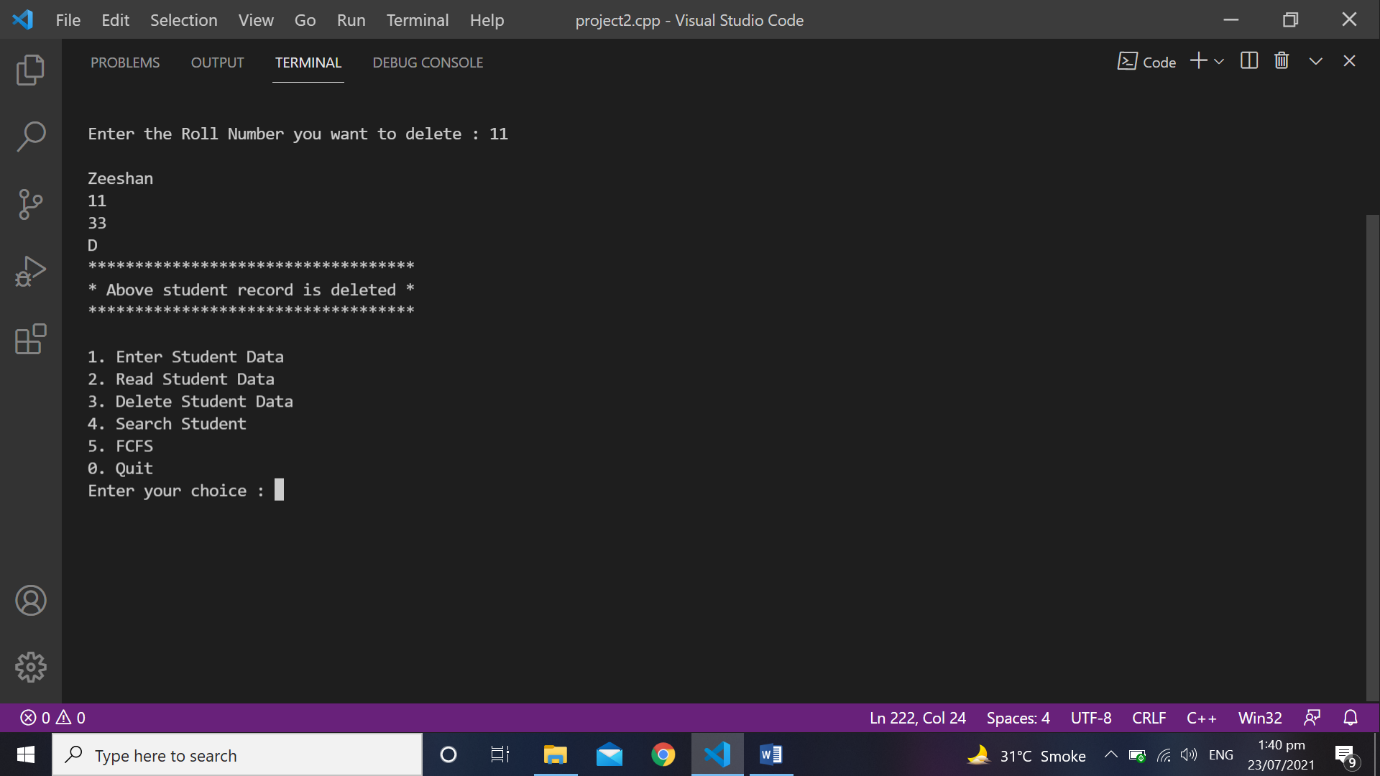 File Edit Selection View Go Run Terminal Help project2.cpp - Visual Studio Code
PROBLEMS OUTPUT TERMINAL DEBUG CONSOLE Code
Enter the Roll Number you want to delete : 11
Zeeshan
11
33
D
***********************************
* Above student record is deleted *
***********************************
1. Enter Student Data
2. Read Student Data
3. Delete Student Data
4. Search Student
5. FCFS
0. Quit
Enter your choice :
0 0 Ln 222, Col 24 Spaces: 4 UTF-8 CRLF C++ Win32
Type here to search 31°C Smoke ENG 1:40 pm
23/07/2021 9